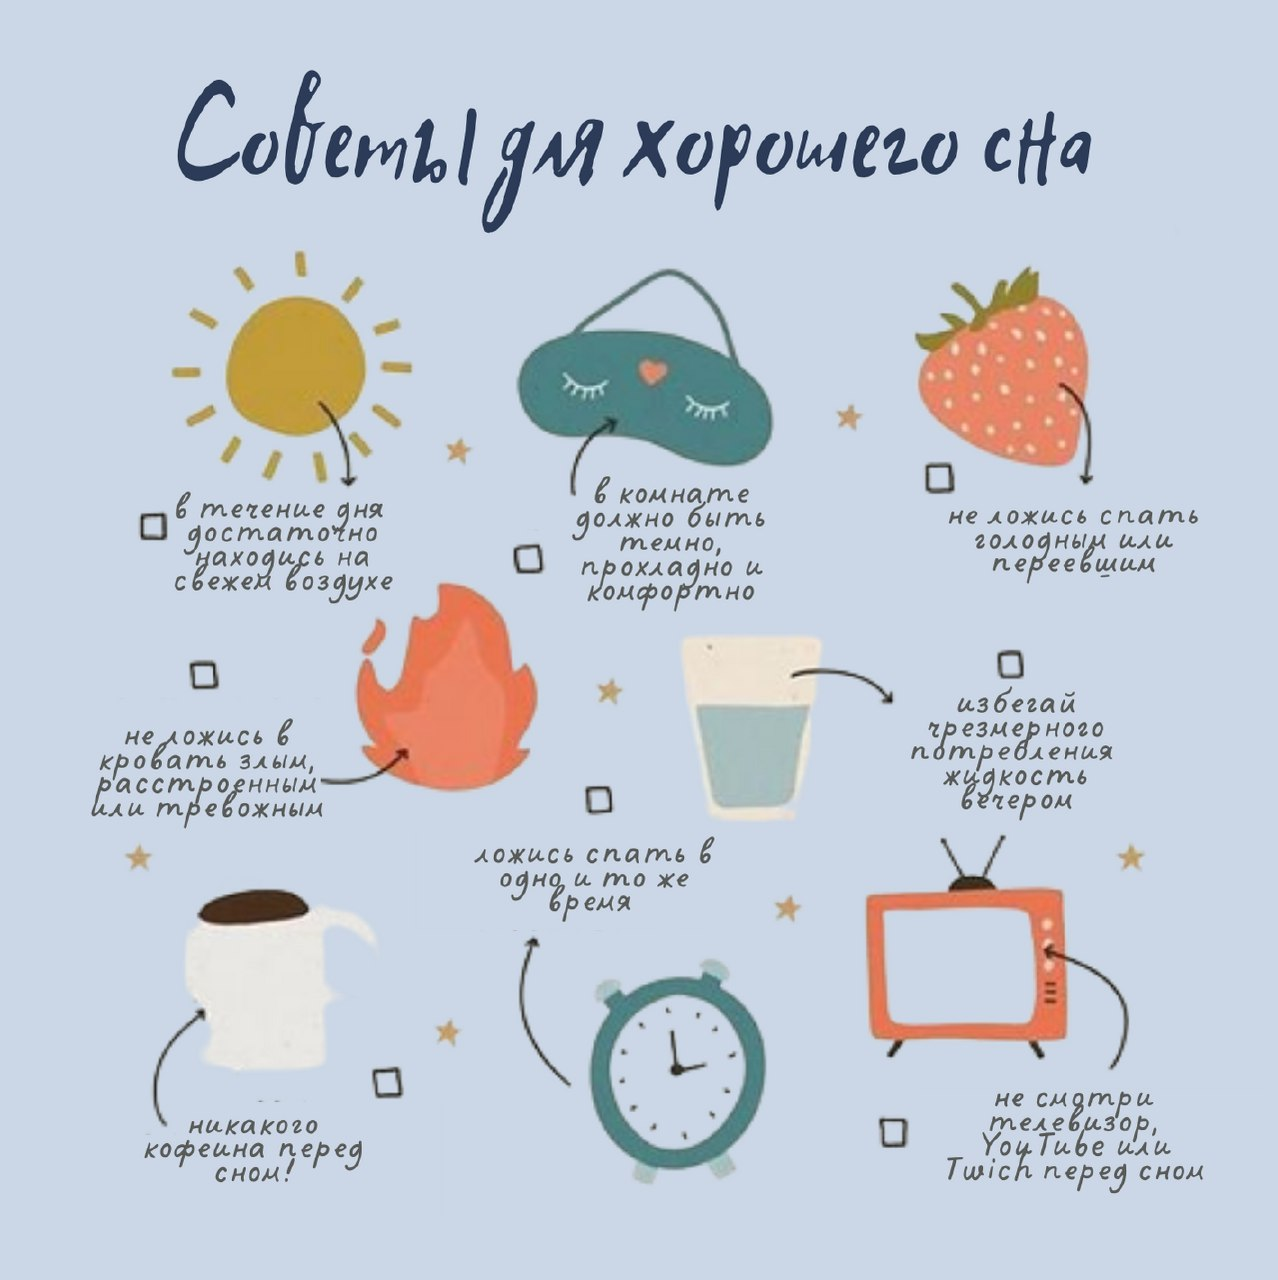 Советы для хорошего сна
в течение дня
достаточно
находись на
свежем воздухе
в комнате
должно быть
темно,
прохладно и
комфортно
не ложись спать
голодным или
переевшим
не ложись в
кровать злым,
расстроенным
или тревожным
избегай
чрезмерного
потребления
жидкость
вечером
ложись спать в
одно и то же
время
никакого
кофеина перед
сном!
не смотри
телевизор,
YouTube или
Twich перед сном